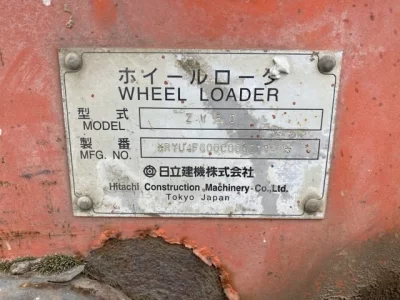 ホイールローダ
WHEEL LOADER
型式
MODEL
製番
MFG. NO.
日立建機株式会社
Hitachi Construction Machinery Co., Ltd.
Tokyo Japan